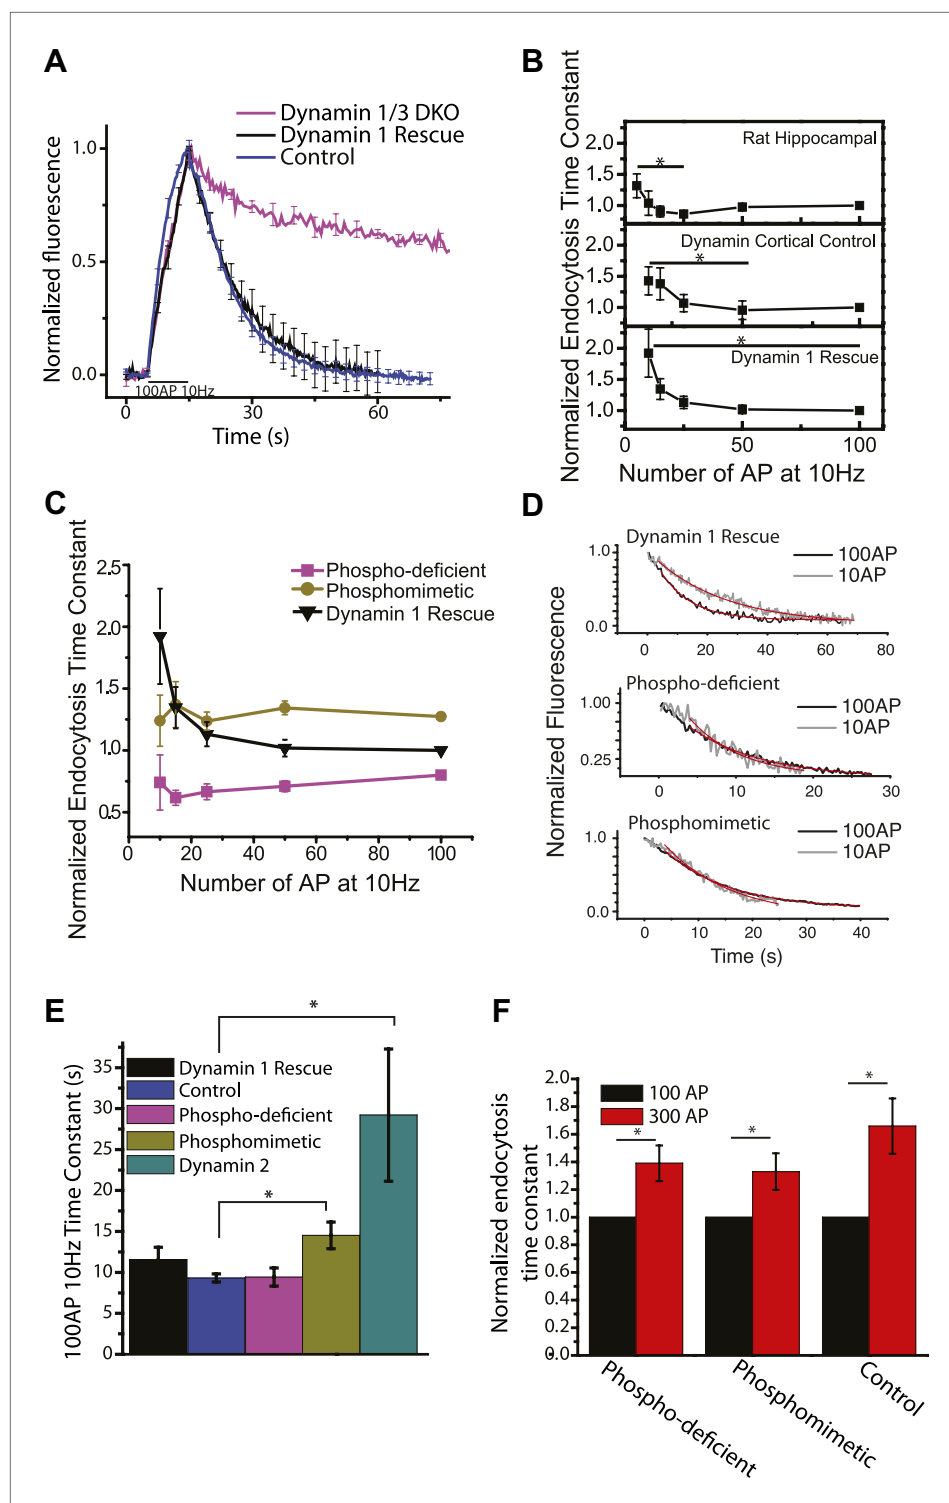 A
Dynamin 1/3 DKO
Dynamin 1 Rescue
Control
Normalized fluorescence
1.0
0.5
0.0
100AP 10Hz
0
30
60
Time (s)
B
Normalized Endocytosis Time Constant
Rat Hippocampal
*
2.0
1.5
1.0
Dynamin Cortical Control
*
2.0
1.5
1.0
*
Dynamin 1 Rescue
2.0
1.5
1.0
0
50
100
Number of AP at 10Hz
C
Normalized Endocytosis Time Constant
Phospho-deficient
Phosphomimetic
Dynamin 1 Rescue
2.5
2.0
1.5
1.0
0.5
0
20
40
60
80
100
Number of AP at 10Hz
D
Normalized Fluorescence
Dynamin 1 Rescue
100AP
10AP
1.0
0.0
0
20
40
60
80
Phospho-deficient
100AP
10AP
1.00
0.25
0
10
20
30
Phosphomimetic
100AP
10AP
1.0
0.0
0
10
20
30
40
Time (s)
E
100AP 10Hz Time Constant (s)
*
Dynamin 1 Rescue
Control
Phospho-deficient
Phosphomimetic
Dynamin 2
*
35
30
25
20
15
10
5
0
F
Normalized endocytosis
time constant
100 AP
300 AP
*
*
*
2.0
1.8
1.6
1.4
1.2
1.0
0.8
0.6
0.4
0.2
0.0
Phospho-deficient
Phosphomimetic
Control